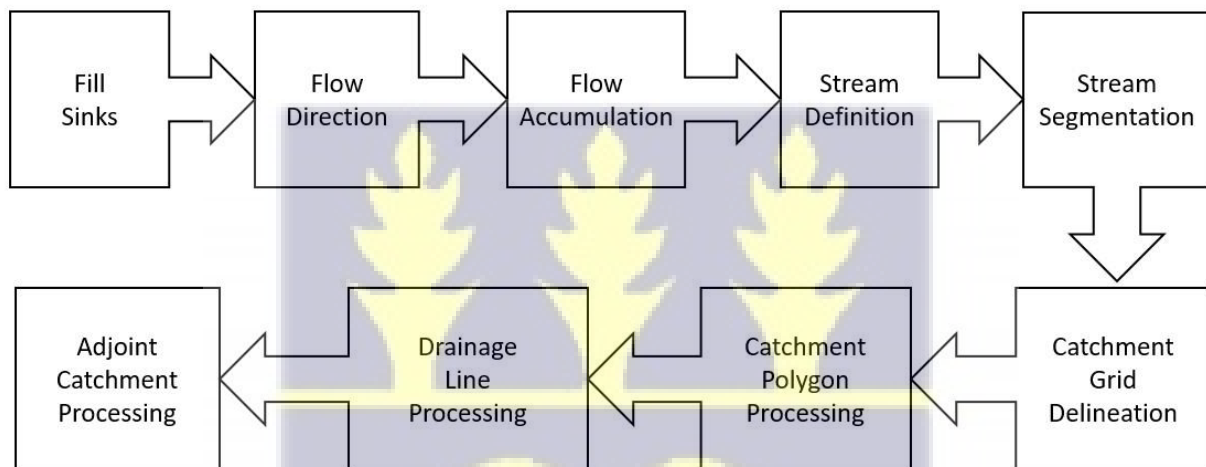 Fill
Sinks
Flow
Direction
Flow
Accumulation
Stream
Definition
Stream
Segmentation
Catchment
Grid
Delineation
Catchment
Polygon
Processing
Drainage
Line
Processing
Adjoint
Catchment
Processing